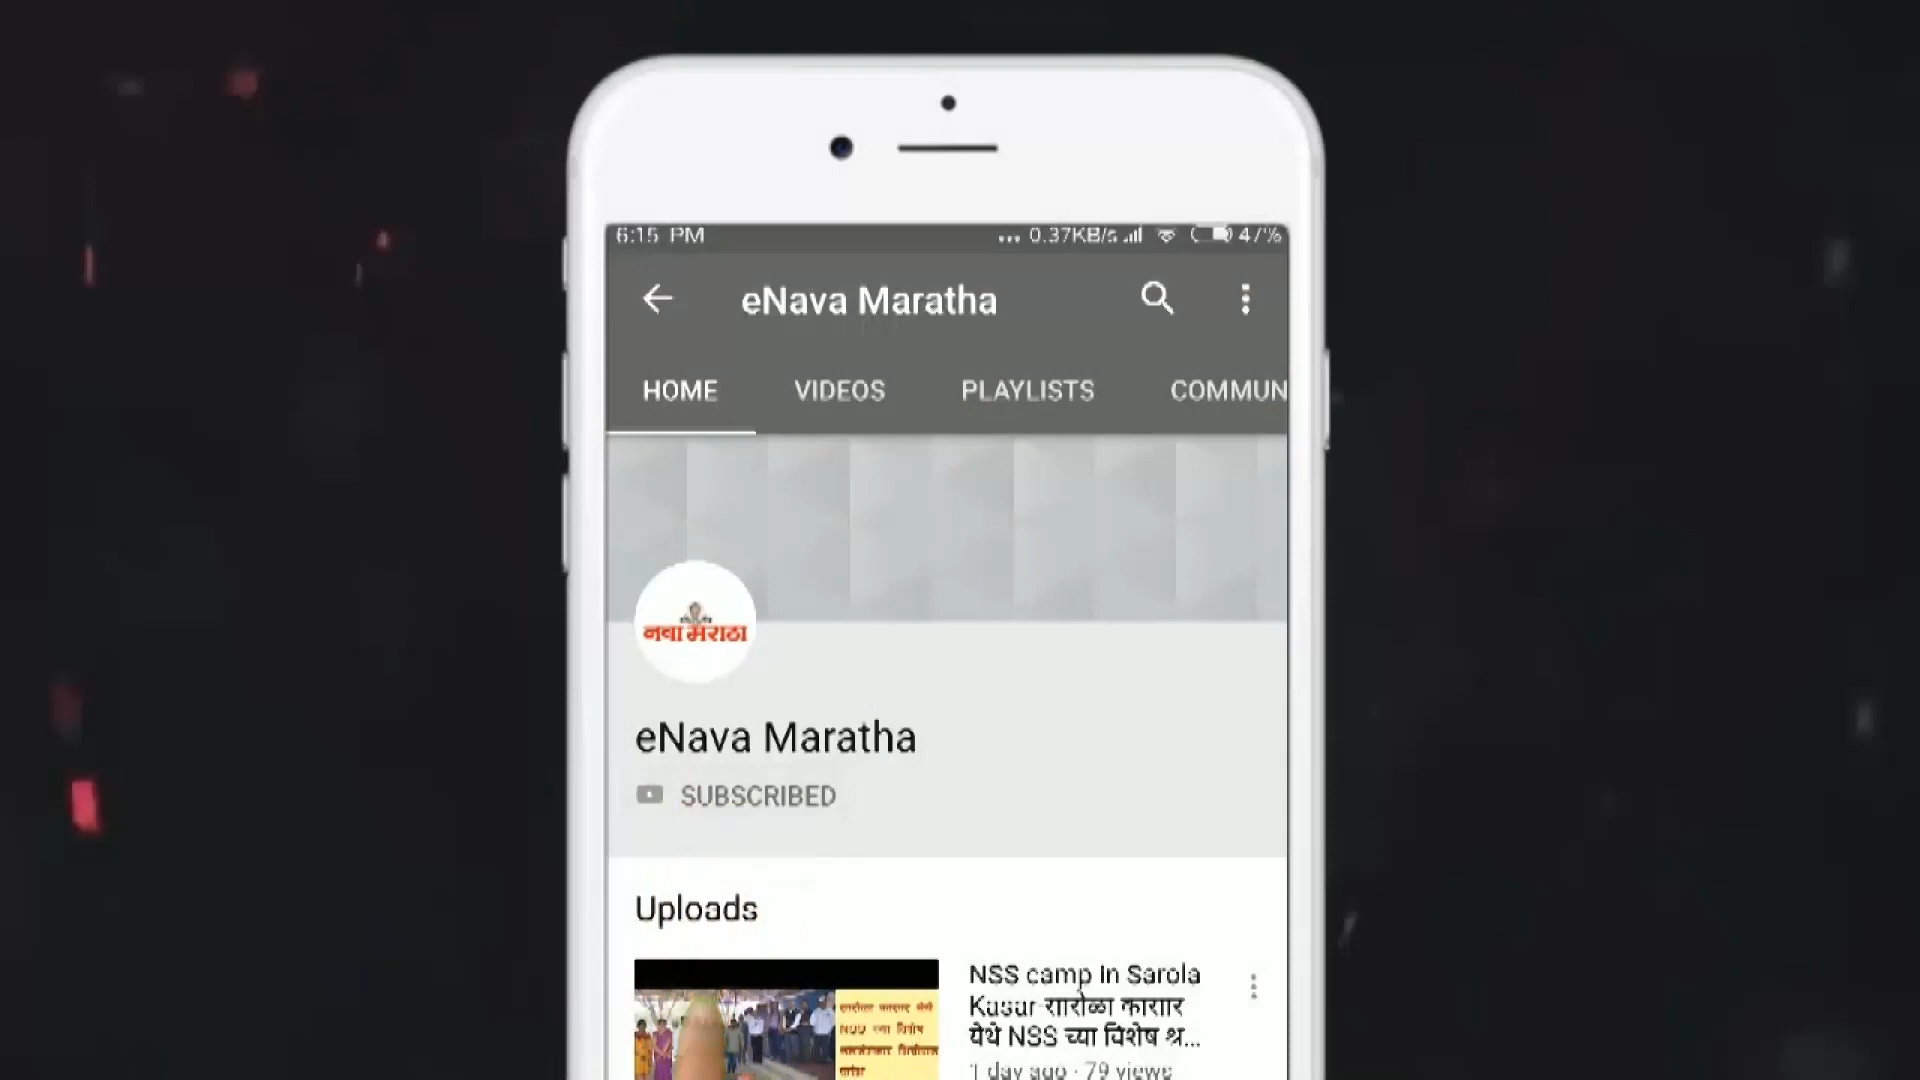 6:15 PM
... 0.37KB/s 47%
eNava Maratha
HOME VIDEOS PLAYLISTS COMMUN
नवा मराठा
eNava Maratha
SUBSCRIBED
Uploads
NSS camp In Sarola
Kasar सारोळा कासार
येथे NSS च्या विशेष श्र...
1 day ago · 79 views